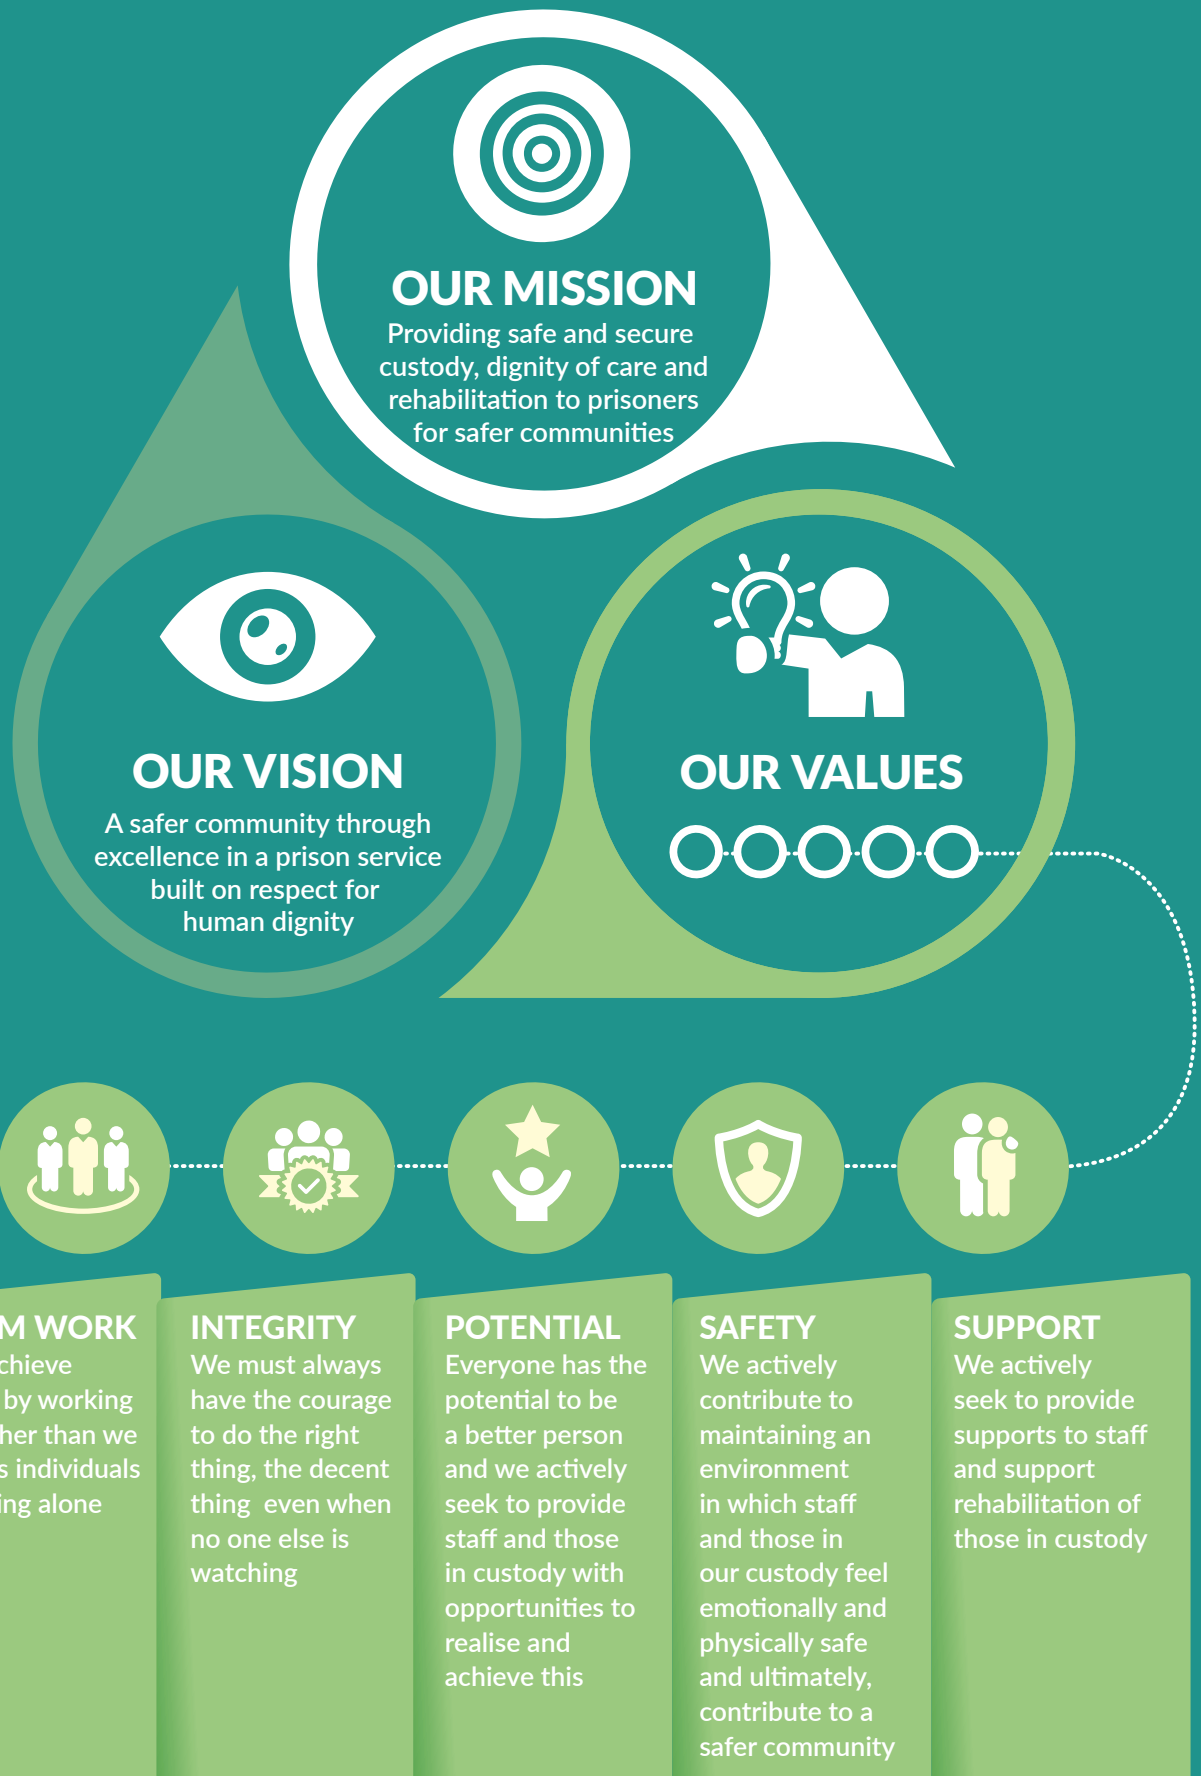 OUR MISSION
Providing safe and secure
custody, dignity of care and
rehabilitation to prisoners
for safer communities
OUR VISION
A safer community through
excellence in a prison service
built on respect for
human dignity
OUR VALUES
M WORK
chieve
by working
her than we
s individuals
ing alone
INTEGRITY
We must always
have the courage
to do the right
thing, the decent
thing even when
no one else is
watching
POTENTIAL
Everyone has the
potential to be
a better person
and we actively
seek to provide
staff and those
in custody with
opportunities to
realise and
achieve this
SAFETY
We actively
contribute to
maintaining an
environment
in which staff
and those in
our custody feel
emotionally and
physically safe
and ultimately,
contribute to a
safer community
SUPPORT
We actively
seek to provide
supports to staff
and support
rehabilitation of
those in custody